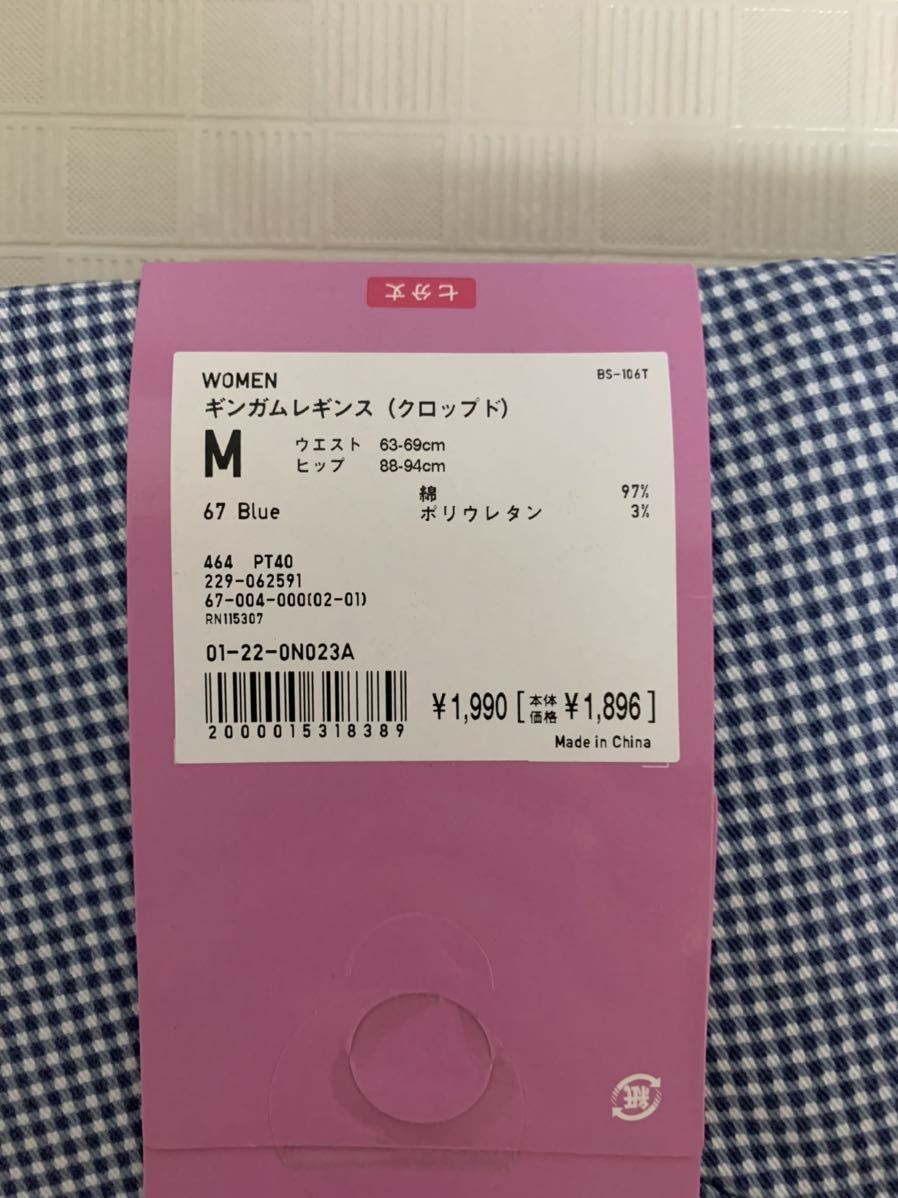 七分丈
WOMEN BS-106T
ギンガムレギンス（クロップド）
M ウエスト 63-69cm
ヒップ 88-94cm
綿 97%
67 Blue ポリウレタン 3%
464 PT40
229-062591
67-004-000(02-01)
RN115307
01-22-0N023A
¥1,990 [本体価格 ¥1,896]
2000015318389
Made in China
紙